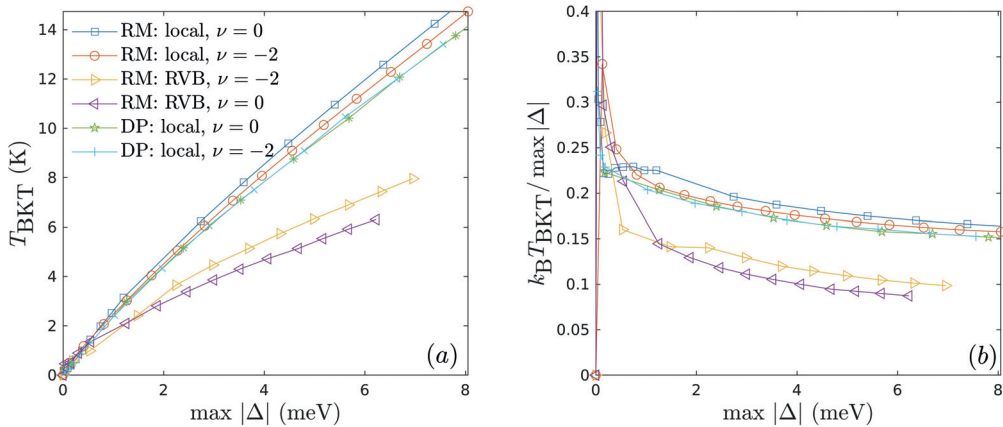 14
12
10
8
6
4
2
0
T_BKT (K)
RM: local, ν = 0
RM: local, ν = −2
RM: RVB, ν = −2
RM: RVB, ν = 0
DP: local, ν = 0
DP: local, ν = −2
(a)
0 2 4 6 8
max |Δ| (meV)
0.4
0.35
0.3
0.25
0.2
0.15
0.1
0.05
0
k_B T_BKT / max |Δ|
(b)
0 2 4 6 8
max |Δ| (meV)